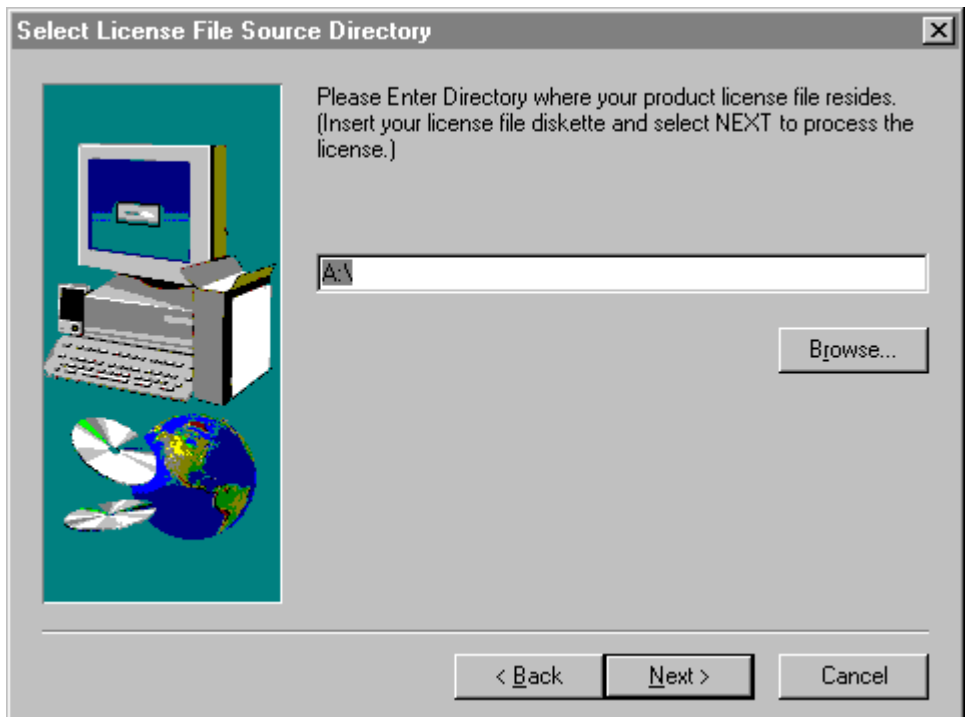 Select License File Source Directory
Please Enter Directory where your product license file resides.
(Insert your license file diskette and select NEXT to process the
license.)
A:\
Browse...
< Back
Next >
Cancel